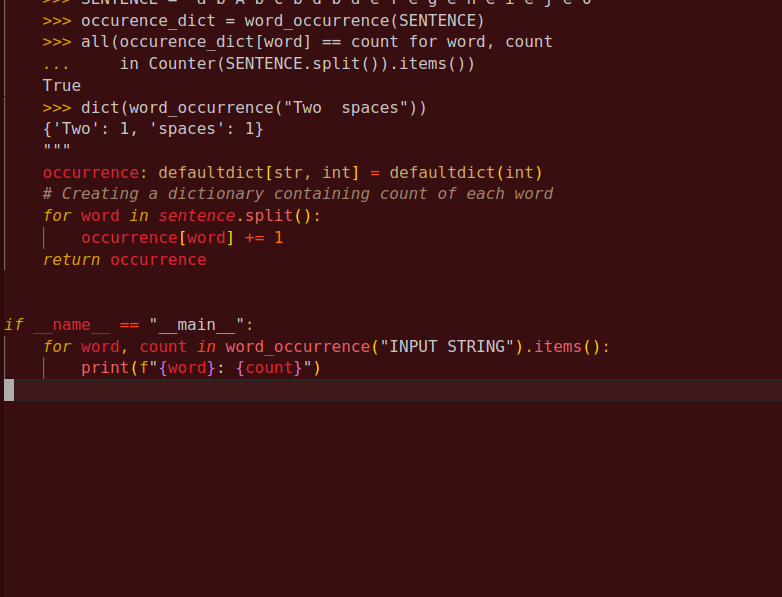 >>> occurence_dict = word_occurrence(SENTENCE)
>>> all(occurence_dict[word] == count for word, count
...     in Counter(SENTENCE.split()).items())
True
>>> dict(word_occurrence("Two  spaces"))
{'Two': 1, 'spaces': 1}
"""
occurrence: defaultdict[str, int] = defaultdict(int)
# Creating a dictionary containing count of each word
for word in sentence.split():
    occurrence[word] += 1
return occurrence
if __name__ == "__main__":
    for word, count in word_occurrence("INPUT STRING").items():
        print(f"{word}: {count}")